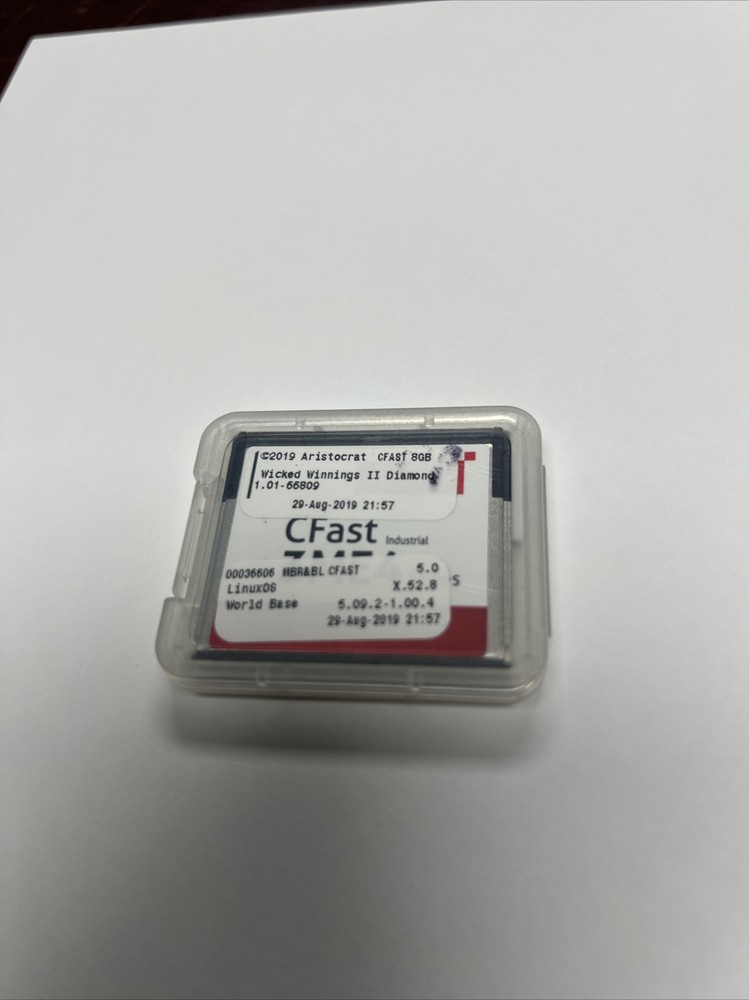 ©2019 Aristocrat CFAST 8GB
Wicked Winnings II Diamond
1.01-66809
29-Aug-2019 21:57
CFast Industrial
00036606 MBR&BL CFAST 5.0
LinuxOS X.52.8
World Base 5.09.2-1.00.4
29-Aug-2019 21:57